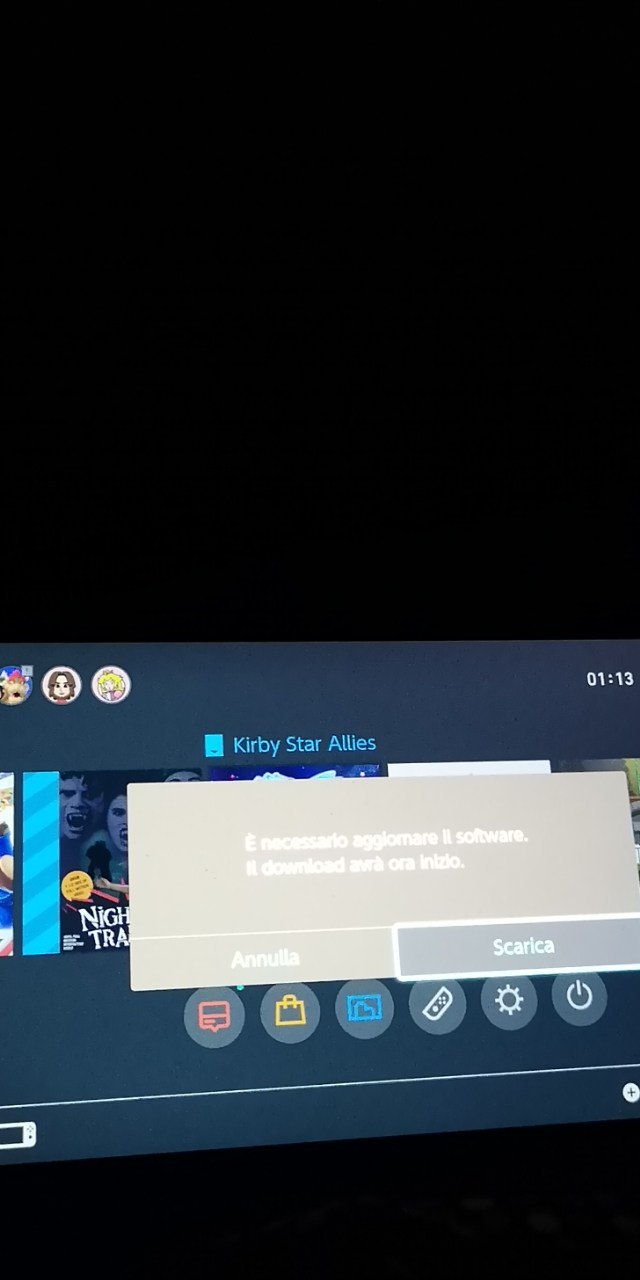 01:13
Kirby Star Allies
È necessario aggiornare il software.
Il download avrà ora inizio.
NIGH
TRA
Annulla
Scarica